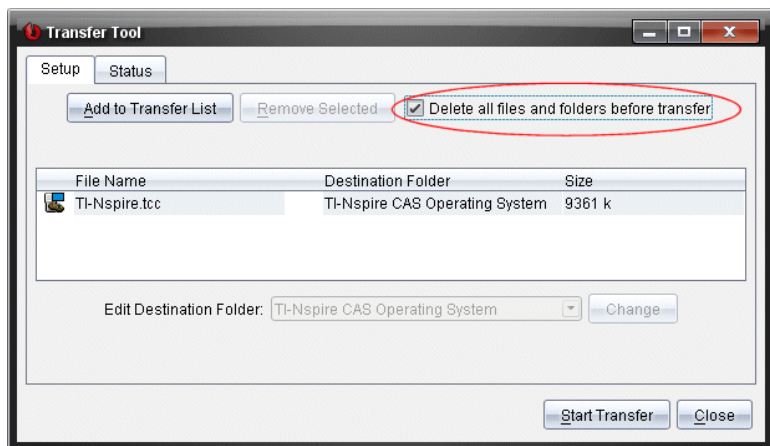 Transfer Tool
Setup Status
Add to Transfer List Remove Selected Delete all files and folders before transfer
File Name Destination Folder Size
TI-Nspire.tcc TI-Nspire CAS Operating System 9361 k
Edit Destination Folder: TI-Nspire CAS Operating System Change
Start Transfer Close